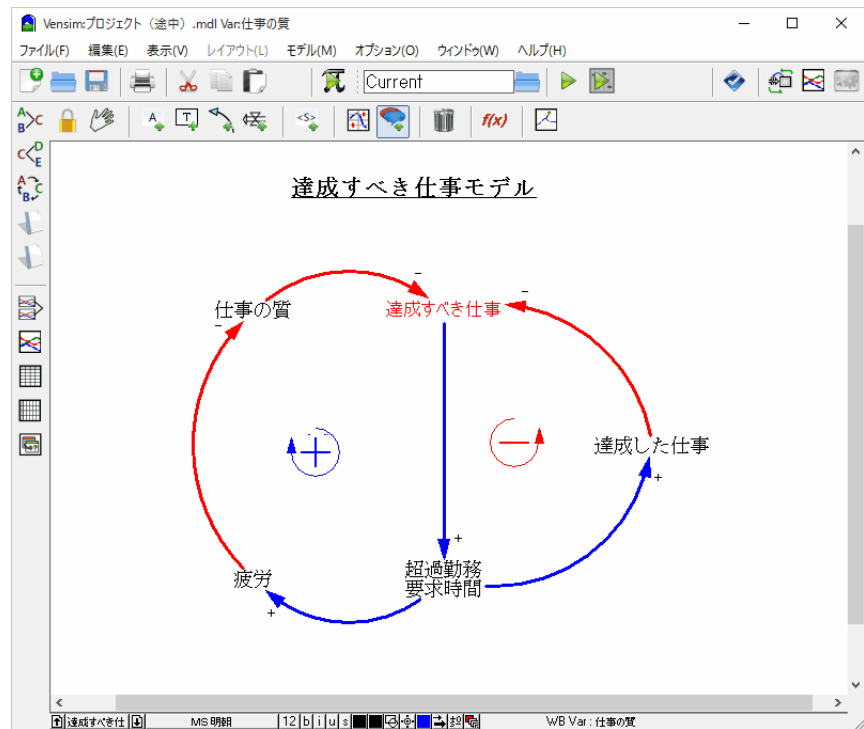 Vensim:プロジェクト（途中）.mdl Var:仕事の質
ファイル(F) 編集(E) 表示(V) レイアウト(L) モデル(M) オプション(O) ウィンドウ(W) ヘルプ(H)
Current
f(x)
達成すべき仕事モデル
仕事の質
達成すべき仕事
達成した仕事
超過勤務
要求時間
疲労
達成すべき仕 MS 明朝 12 b i u s WB Var : 仕事の質